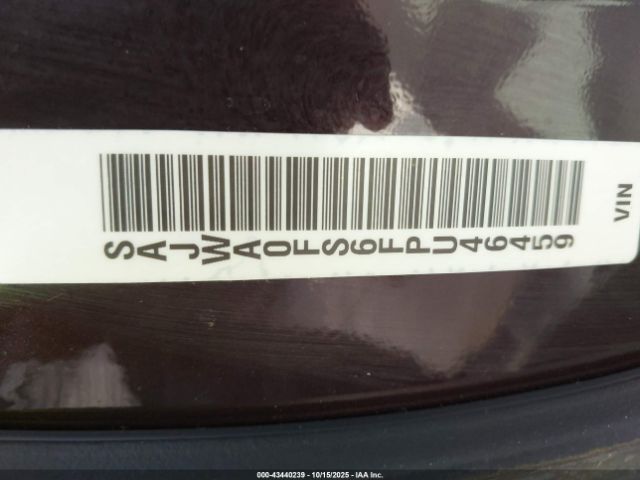 SAJWA0FS6FPU46459
VIN
000-43440239 - 10/15/2025 - IAA Inc.